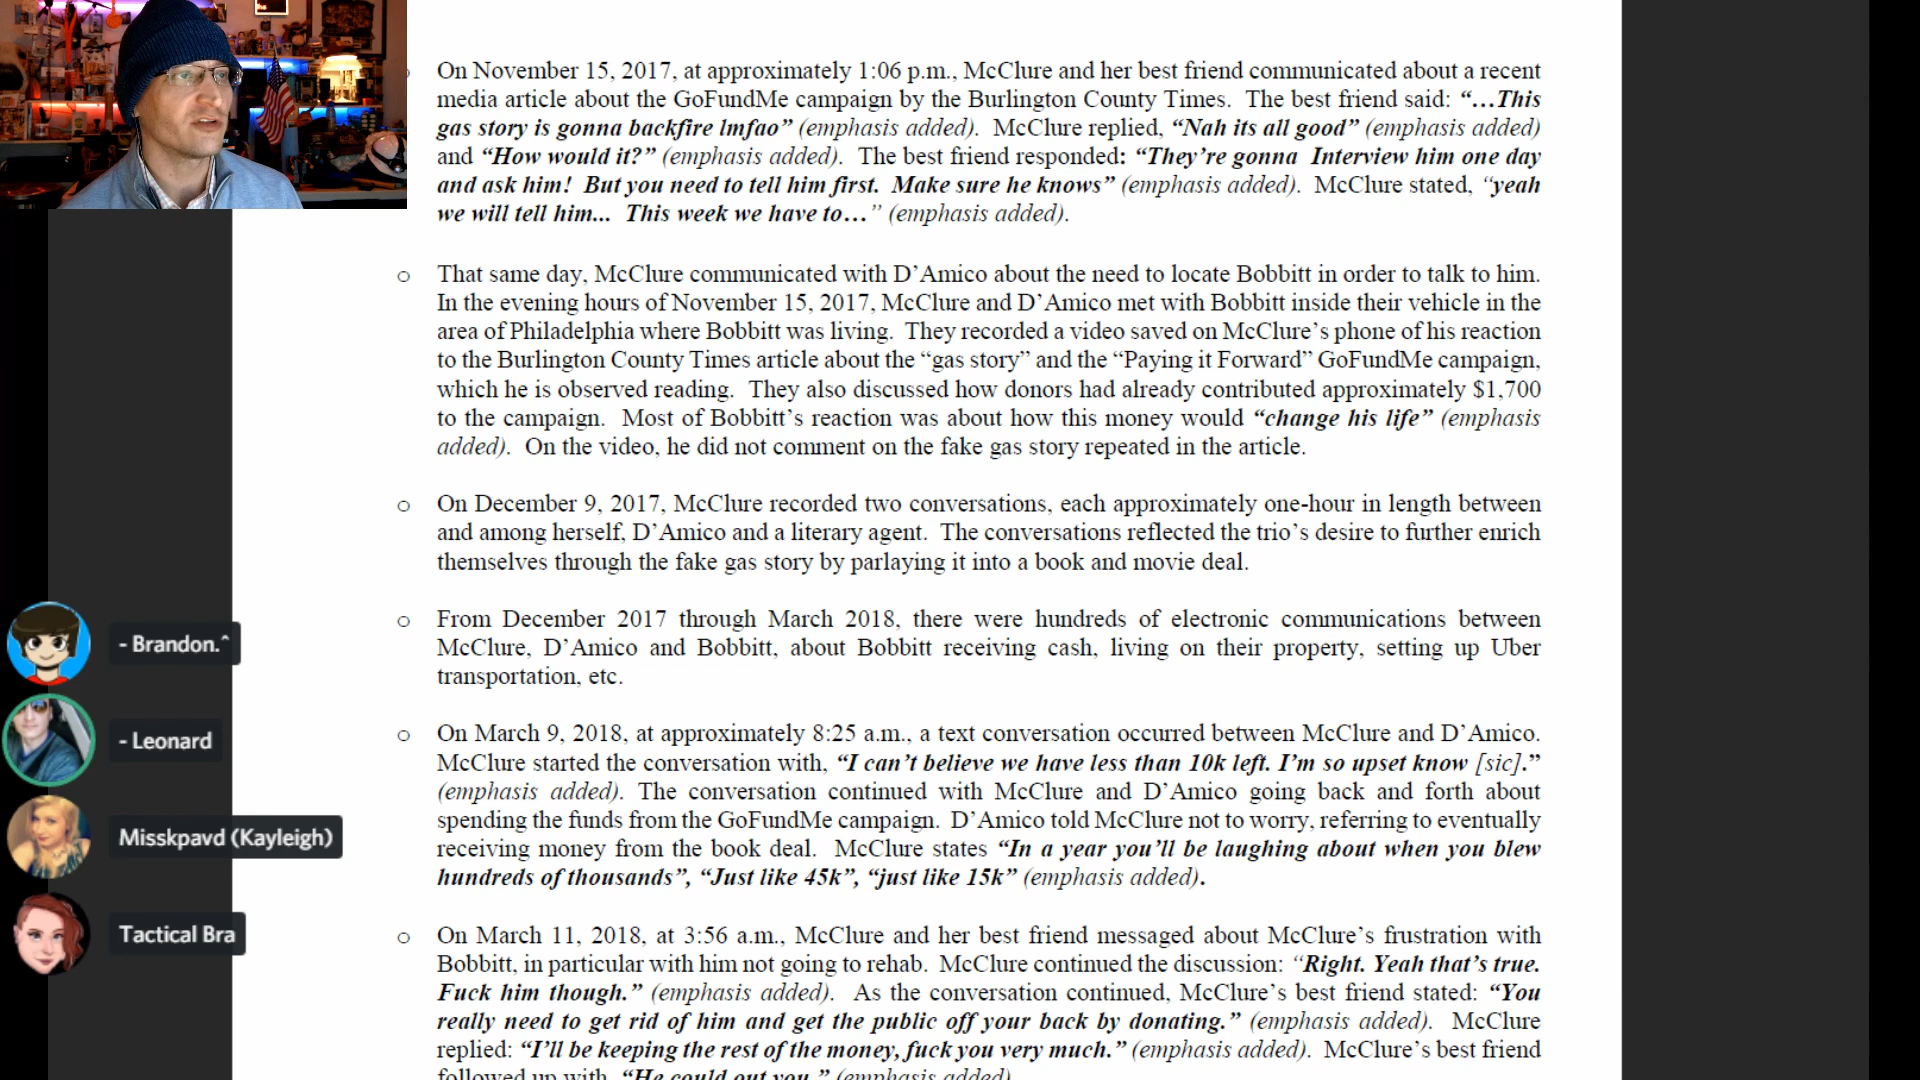 On November 15, 2017, at approximately 1:06 p.m., McClure and her best friend communicated about a recent
media article about the GoFundMe campaign by the Burlington County Times. The best friend said: “…This
gas story is gonna backfire lmfao” (emphasis added). McClure replied, “Nah its all good” (emphasis added)
and “How would it?” (emphasis added). The best friend responded: “They’re gonna Interview him one day
and ask him! But you need to tell him first. Make sure he knows” (emphasis added). McClure stated, “yeah
we will tell him... This week we have to…” (emphasis added).
o That same day, McClure communicated with D’Amico about the need to locate Bobbitt in order to talk to him.
In the evening hours of November 15, 2017, McClure and D’Amico met with Bobbitt inside their vehicle in the
area of Philadelphia where Bobbitt was living. They recorded a video saved on McClure’s phone of his reaction
to the Burlington County Times article about the “gas story” and the “Paying it Forward” GoFundMe campaign,
which he is observed reading. They also discussed how donors had already contributed approximately $1,700
to the campaign. Most of Bobbitt’s reaction was about how this money would “change his life” (emphasis
added). On the video, he did not comment on the fake gas story repeated in the article.
o On December 9, 2017, McClure recorded two conversations, each approximately one-hour in length between
and among herself, D’Amico and a literary agent. The conversations reflected the trio’s desire to further enrich
themselves through the fake gas story by parlaying it into a book and movie deal.
o From December 2017 through March 2018, there were hundreds of electronic communications between
McClure, D’Amico and Bobbitt, about Bobbitt receiving cash, living on their property, setting up Uber
transportation, etc.
o On March 9, 2018, at approximately 8:25 a.m., a text conversation occurred between McClure and D’Amico.
McClure started the conversation with, “I can’t believe we have less than 10k left. I’m so upset know [sic].”
(emphasis added). The conversation continued with McClure and D’Amico going back and forth about
spending the funds from the GoFundMe campaign. D’Amico told McClure not to worry, referring to eventually
receiving money from the book deal. McClure states “In a year you’ll be laughing about when you blew
hundreds of thousands”, “Just like 45k”, “just like 15k” (emphasis added).
o On March 11, 2018, at 3:56 a.m., McClure and her best friend messaged about McClure’s frustration with
Bobbitt, in particular with him not going to rehab. McClure continued the discussion: “Right. Yeah that’s true.
Fuck him though.” (emphasis added). As the conversation continued, McClure’s best friend stated: “You
really need to get rid of him and get the public off your back by donating.” (emphasis added). McClure
replied: “I’ll be keeping the rest of the money, fuck you very much.” (emphasis added). McClure’s best friend
followed up with, “He could out you.” (emphasis added).
- Brandon.^
- Leonard
Misskpavd (Kayleigh)
Tactical Bra